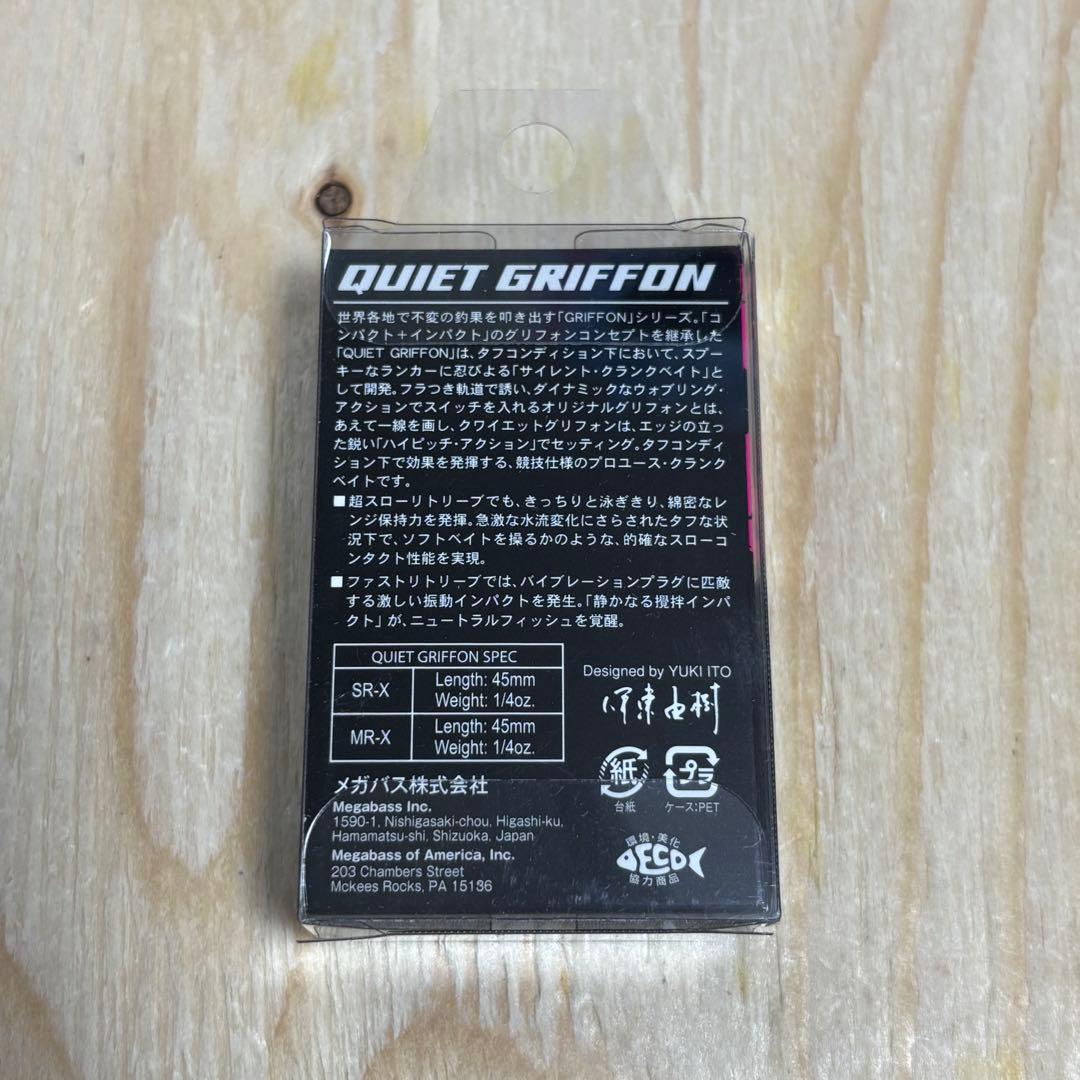 QUIET GRIFFON
世界各地で不変の釣果を叩き出す「GRIFFON」シリーズ。「コ
ンパクト+インパクト」のグリフォンコンセプトを継承した
「QUIET GRIFFON」は、タフコンディション下において、スプー
キーなランカーに忍びよる「サイレント・クランクベイト」と
して開発。フラつき軌道で誘い、ダイナミックなウォブリング・
アクションでスイッチを入れるオリジナルグリフォンとは、
あえて一線を画し、クワイエットグリフォンは、エッジの立っ
た鋭い「ハイピッチ・アクション」でセッティング。タフコンディ
ション下で効果を発揮する、競技仕様のプロユース・クランク
ベイトです。
■超スローリトリーブでも、きっちりと泳ぎきり、綿密なレ
ンジ保持力を発揮。急激な水流変化にさらされたタフな状
況下で、ソフトベイトを操るかのような、的確なスローコ
ンタクト性能を実現。
■ファストリトリーブでは、バイブレーションプラグに匹敵
する激しい振動インパクトを発生。「静かなる攪拌インパ
クト」が、ニュートラルフィッシュを覚醒。
QUIET GRIFFON SPEC
SR-X
Length: 45mm
Weight: 1/4oz.
MR-X
Length: 45mm
Weight: 1/4oz.
Designed by YUKI ITO
伊東由樹
紙
台紙
プラ
ケース:PET
メガバス株式会社
Megabass Inc.
1590-1, Nishigasaki-chou, Higashi-ku,
Hamamatsu-shi, Shizuoka, Japan
Megabass of America, Inc.
203 Chambers Street
Mckees Rocks, PA 15136
環境・美化
ECO
協力商品